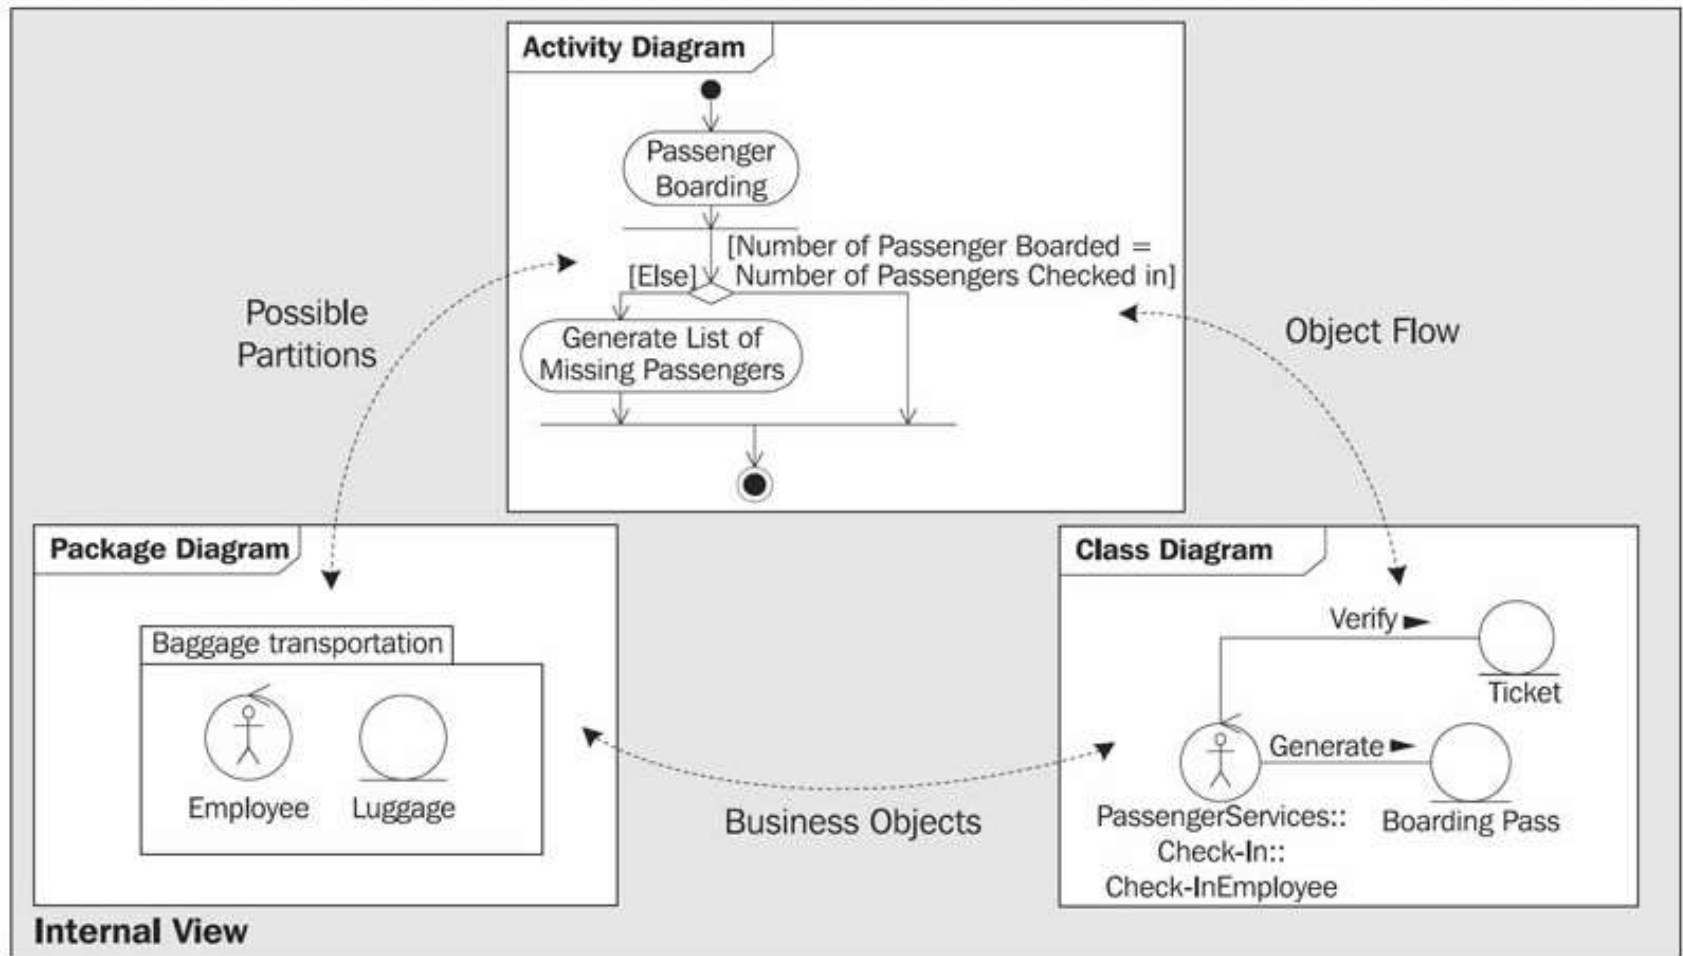 Activity Diagram
Passenger
Boarding
[Number of Passenger Boarded =
[Else] Number of Passengers Checked in]
Generate List of
Missing Passengers
Possible
Partitions
Object Flow
Package Diagram
Baggage transportation
Employee Luggage
Business Objects
Class Diagram
Verify
Ticket
Generate
PassengerServices::
Check-In::
Check-InEmployee
Boarding Pass
Internal View